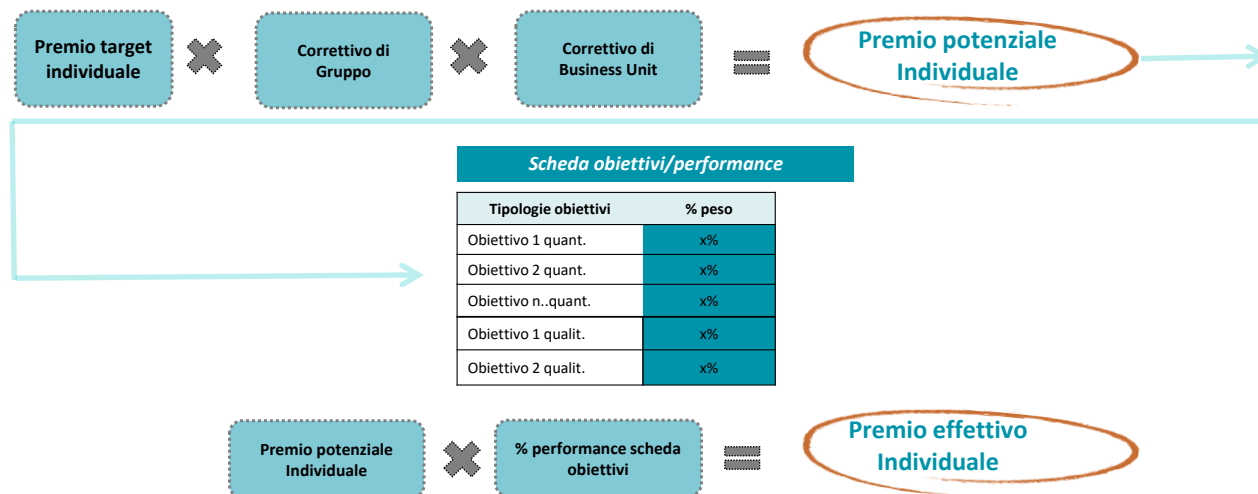 Premio target
individuale
Correttivo di
Gruppo
Correttivo di
Business Unit
Premio potenziale
Individuale
Scheda obiettivi/performance
Tipologie obiettivi % peso
Obiettivo 1 quant. x%
Obiettivo 2 quant. x%
Obiettivo n..quant. x%
Obiettivo 1 qualit. x%
Obiettivo 2 qualit. x%
Premio potenziale
Individuale
% performance scheda
obiettivi
Premio effettivo
Individuale